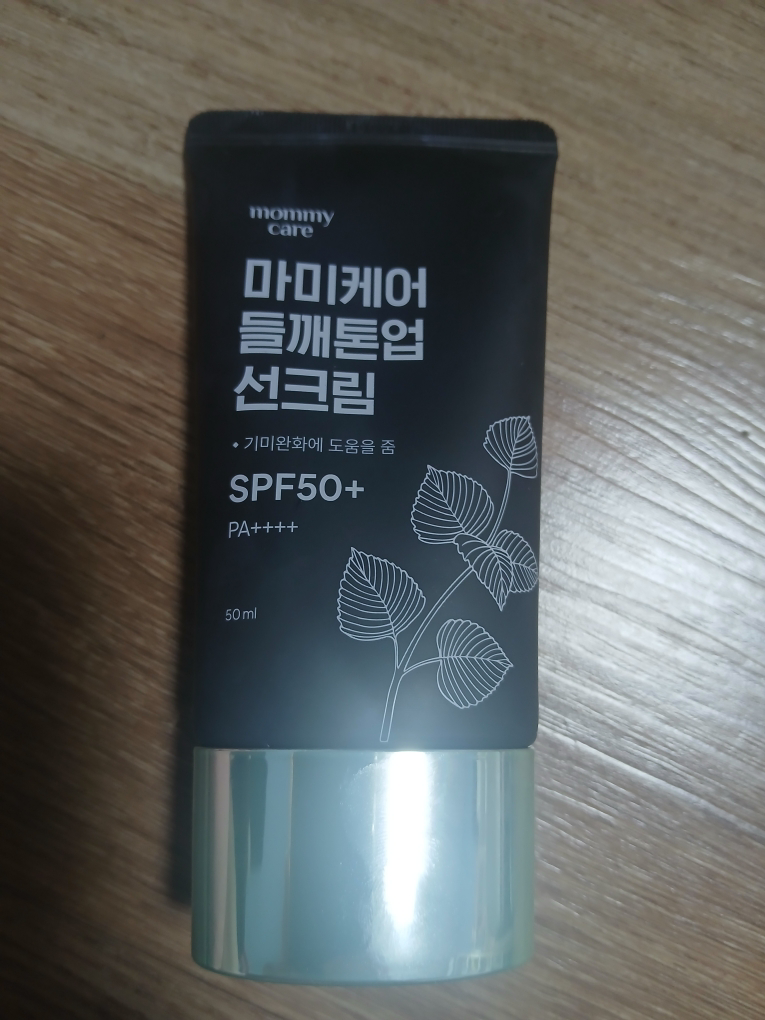 mommy
care
마미케어
들깨톤업
선크림
• 기미완화에 도움을 줌
SPF50+
PA++++
50ml